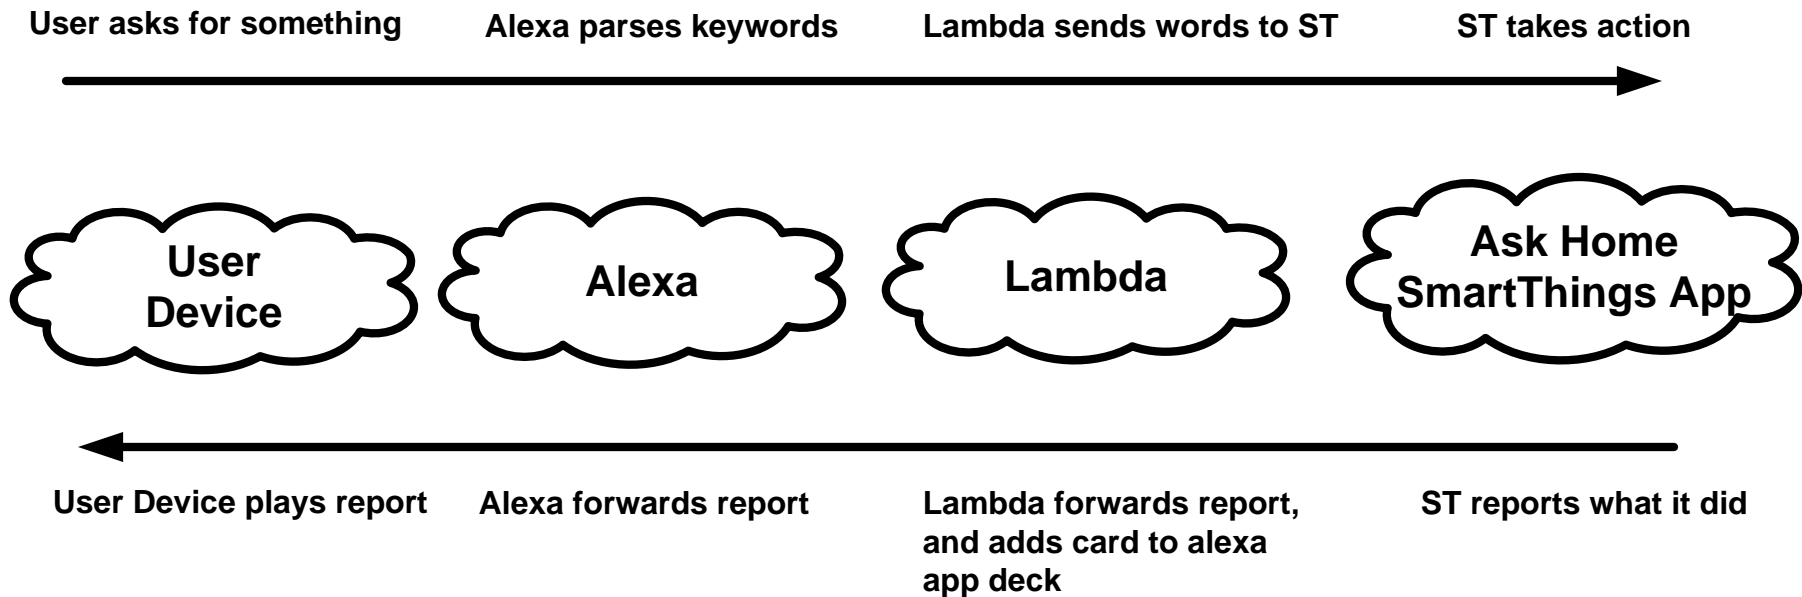 User asks for something
Alexa parses keywords
Lambda sends words to ST
ST takes action
User
Device
Alexa
Lambda
Ask Home
SmartThings App
User Device plays report
Alexa forwards report
Lambda forwards report,
and adds card to alexa
app deck
ST reports what it did